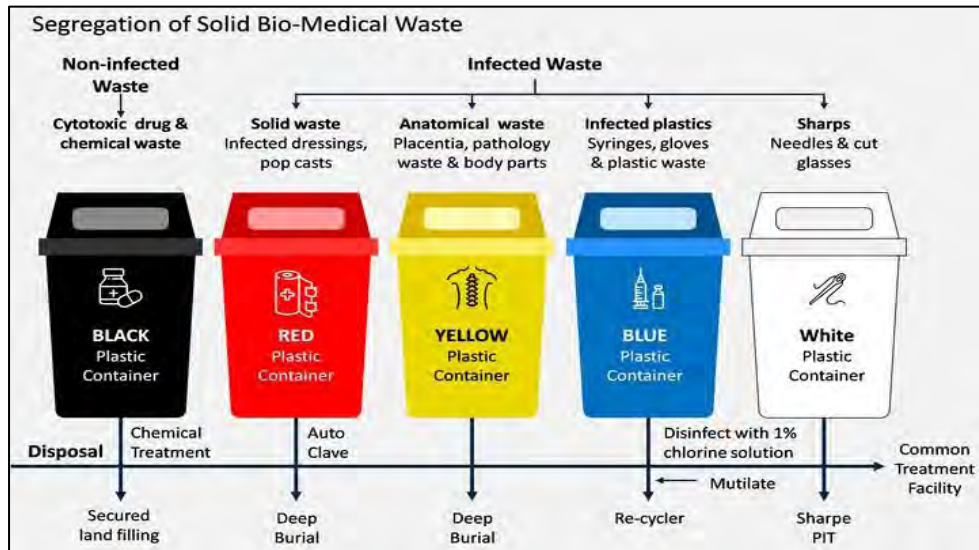 Segregation of Solid Bio-Medical Waste
Non-infected
Waste
Infected Waste
Cytotoxic drug &
chemical waste
Solid waste
Infected dressings,
pop casts
Anatomical waste
Placentia, pathology
waste & body parts
Infected plastics
Syringes, gloves
& plastic waste
Sharps
Needles & cut
glasses
BLACK
Plastic
Container
RED
Plastic
Container
YELLOW
Plastic
Container
BLUE
Plastic
Container
White
Plastic
Container
Disposal
Chemical
Treatment
Auto
Clave
Disinfect with 1%
chlorine solution
Mutilate
Common
Treatment
Facility
Secured
land filling
Deep
Burial
Deep
Burial
Re-cycler
Sharpe
PIT